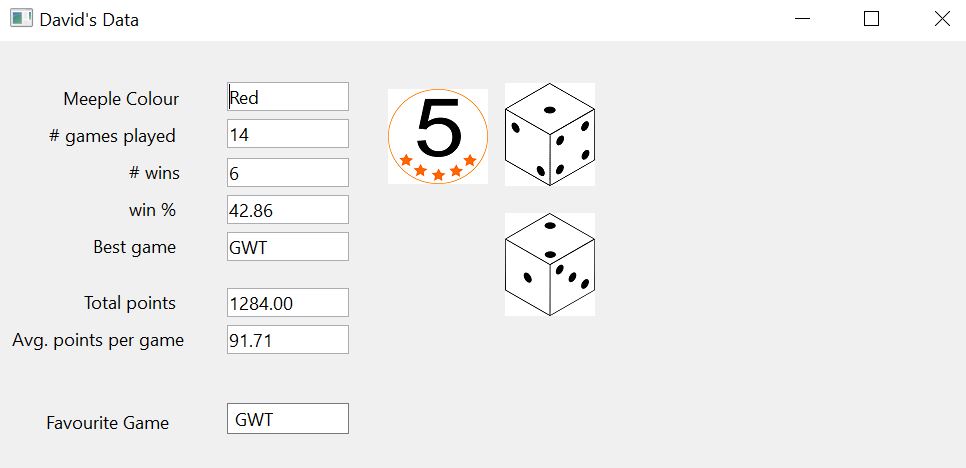 David's Data
Meeple Colour Red
# games played 14
# wins 6
win % 42.86
Best game GWT
Total points 1284.00
Avg. points per game 91.71
Favourite Game GWT
5